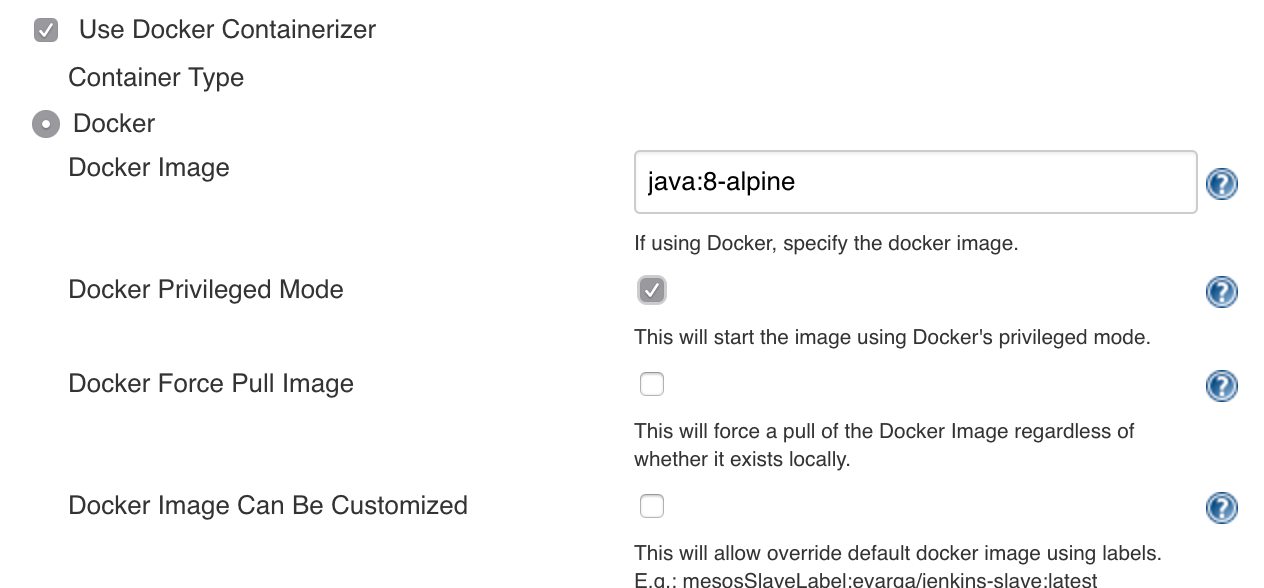 Use Docker Containerizer
Container Type
Docker
Docker Image
java:8-alpine
If using Docker, specify the docker image.
Docker Privileged Mode
This will start the image using Docker's privileged mode.
Docker Force Pull Image
This will force a pull of the Docker Image regardless of
whether it exists locally.
Docker Image Can Be Customized
This will allow override default docker image using labels.
E.g.: mesosSlaveLabel:evarga/jenkins-slave:latest